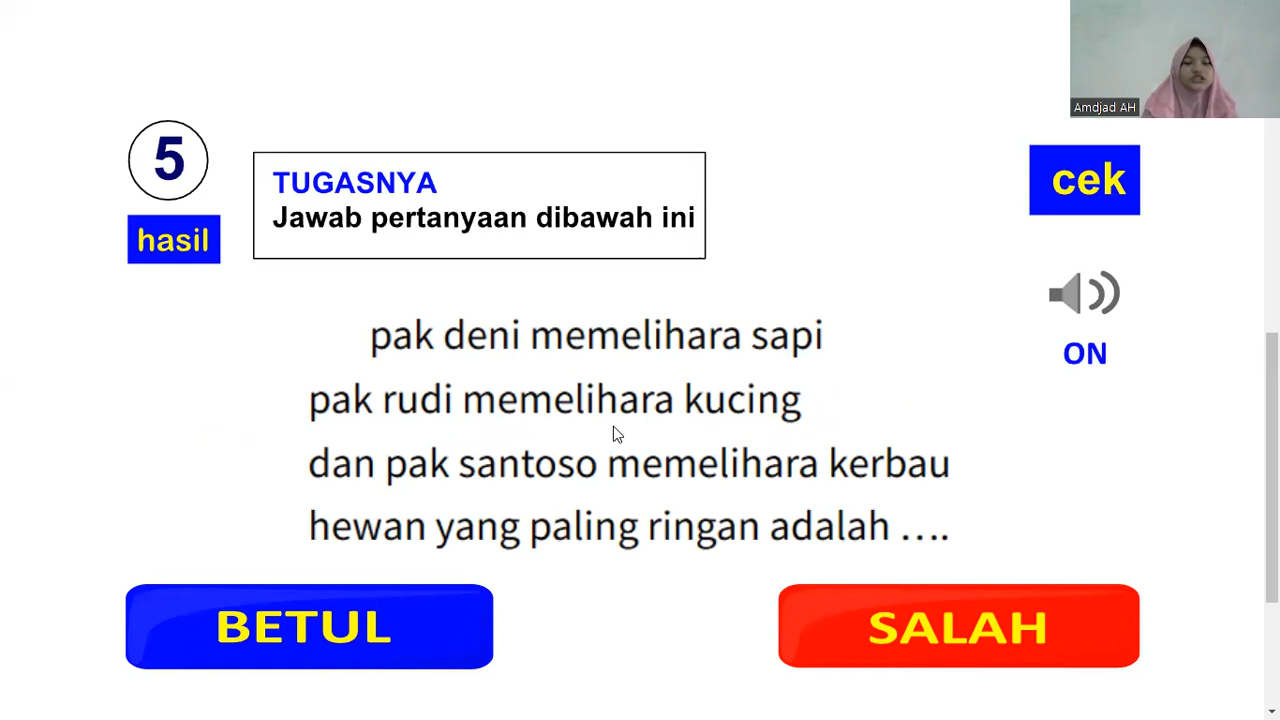 Amdjad AH
5
TUGASNYA
Jawab pertanyaan dibawah ini
cek
hasil
pak deni memelihara sapi
ON
pak rudi memelihara kucing
dan pak santoso memelihara kerbau
hewan yang paling ringan adalah ....
BETUL
SALAH